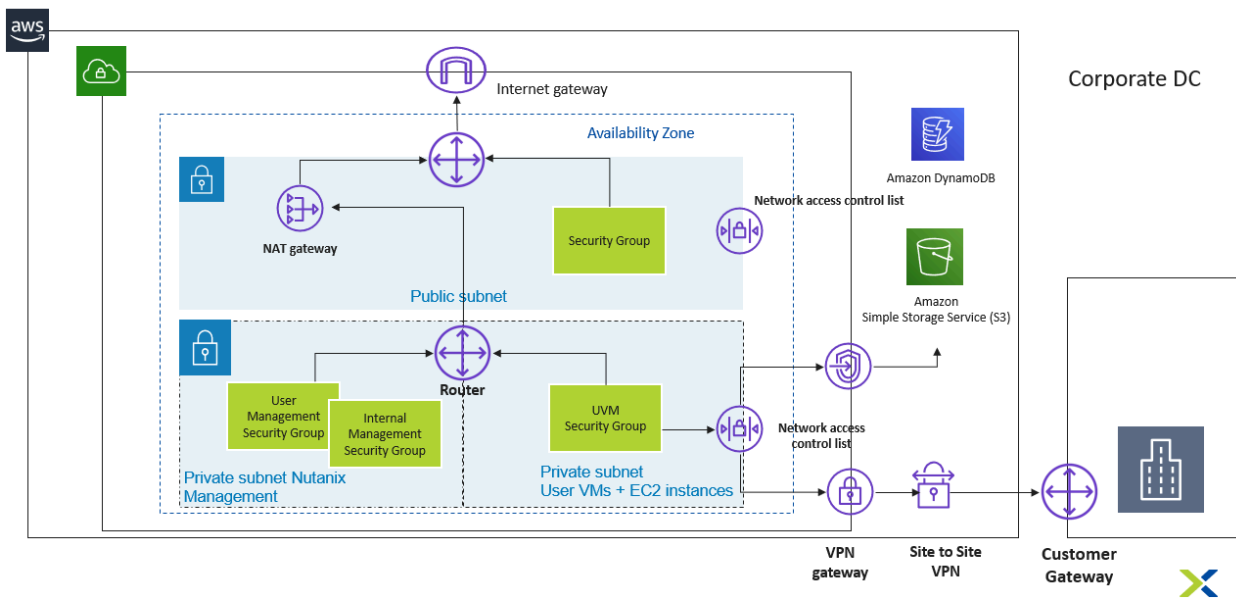 aws
Internet gateway
Corporate DC
Availability Zone
Amazon DynamoDB
Network access control list
NAT gateway
Security Group
Public subnet
Amazon
Simple Storage Service (S3)
Router
User
Management
Security Group
Internal
Management
Security Group
UVM
Security Group
Network access
control list
Private subnet Nutanix
Management
Private subnet
User VMs + EC2 instances
VPN
gateway
Site to Site
VPN
Customer
Gateway